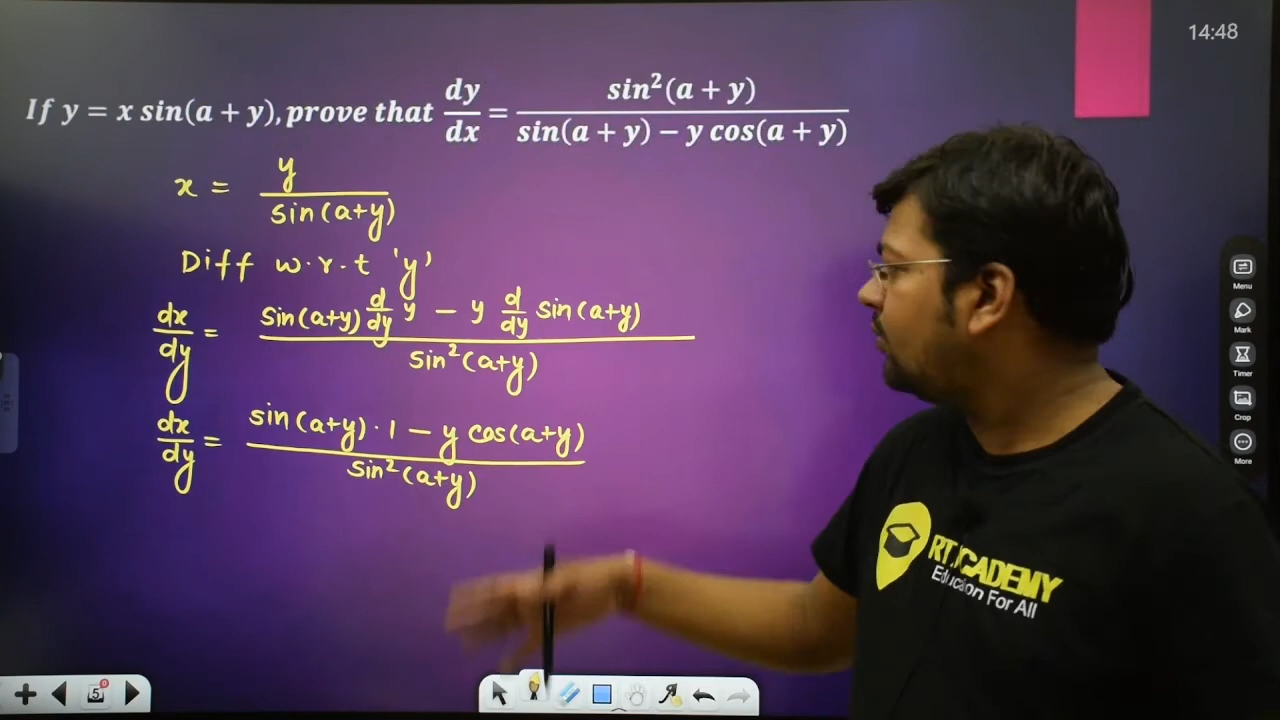 14:48
If y = x sin(a + y), prove that dy/dx = sin²(a + y) / sin(a + y) − y cos(a + y)
x = y / sin(a+y)
Diff w.r.t 'y'
dx/dy = sin(a+y) d/dy y − y d/dy sin(a+y) / sin²(a+y)
dx/dy = sin(a+y)·1 − y cos(a+y) / sin²(a+y)
Menu
Mark
Timer
Crop
More
ACADEMY
Education For All
5
0